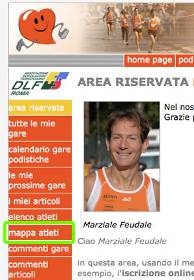 home page
pod
ASSOCIAZIONE
DLF
ROMA
AREA RISERVATA
area riservata
tutte le mie
gare
calendario gare
podistiche
le mie
prossime gare
i miei articoli
elenco atleti
mappa atleti
commenti gare
Nel nos
Grazie p
Marziale Feudale
Ciao Marziale Feudale
in questa area, usando il me
esempio, l'iscrizione online